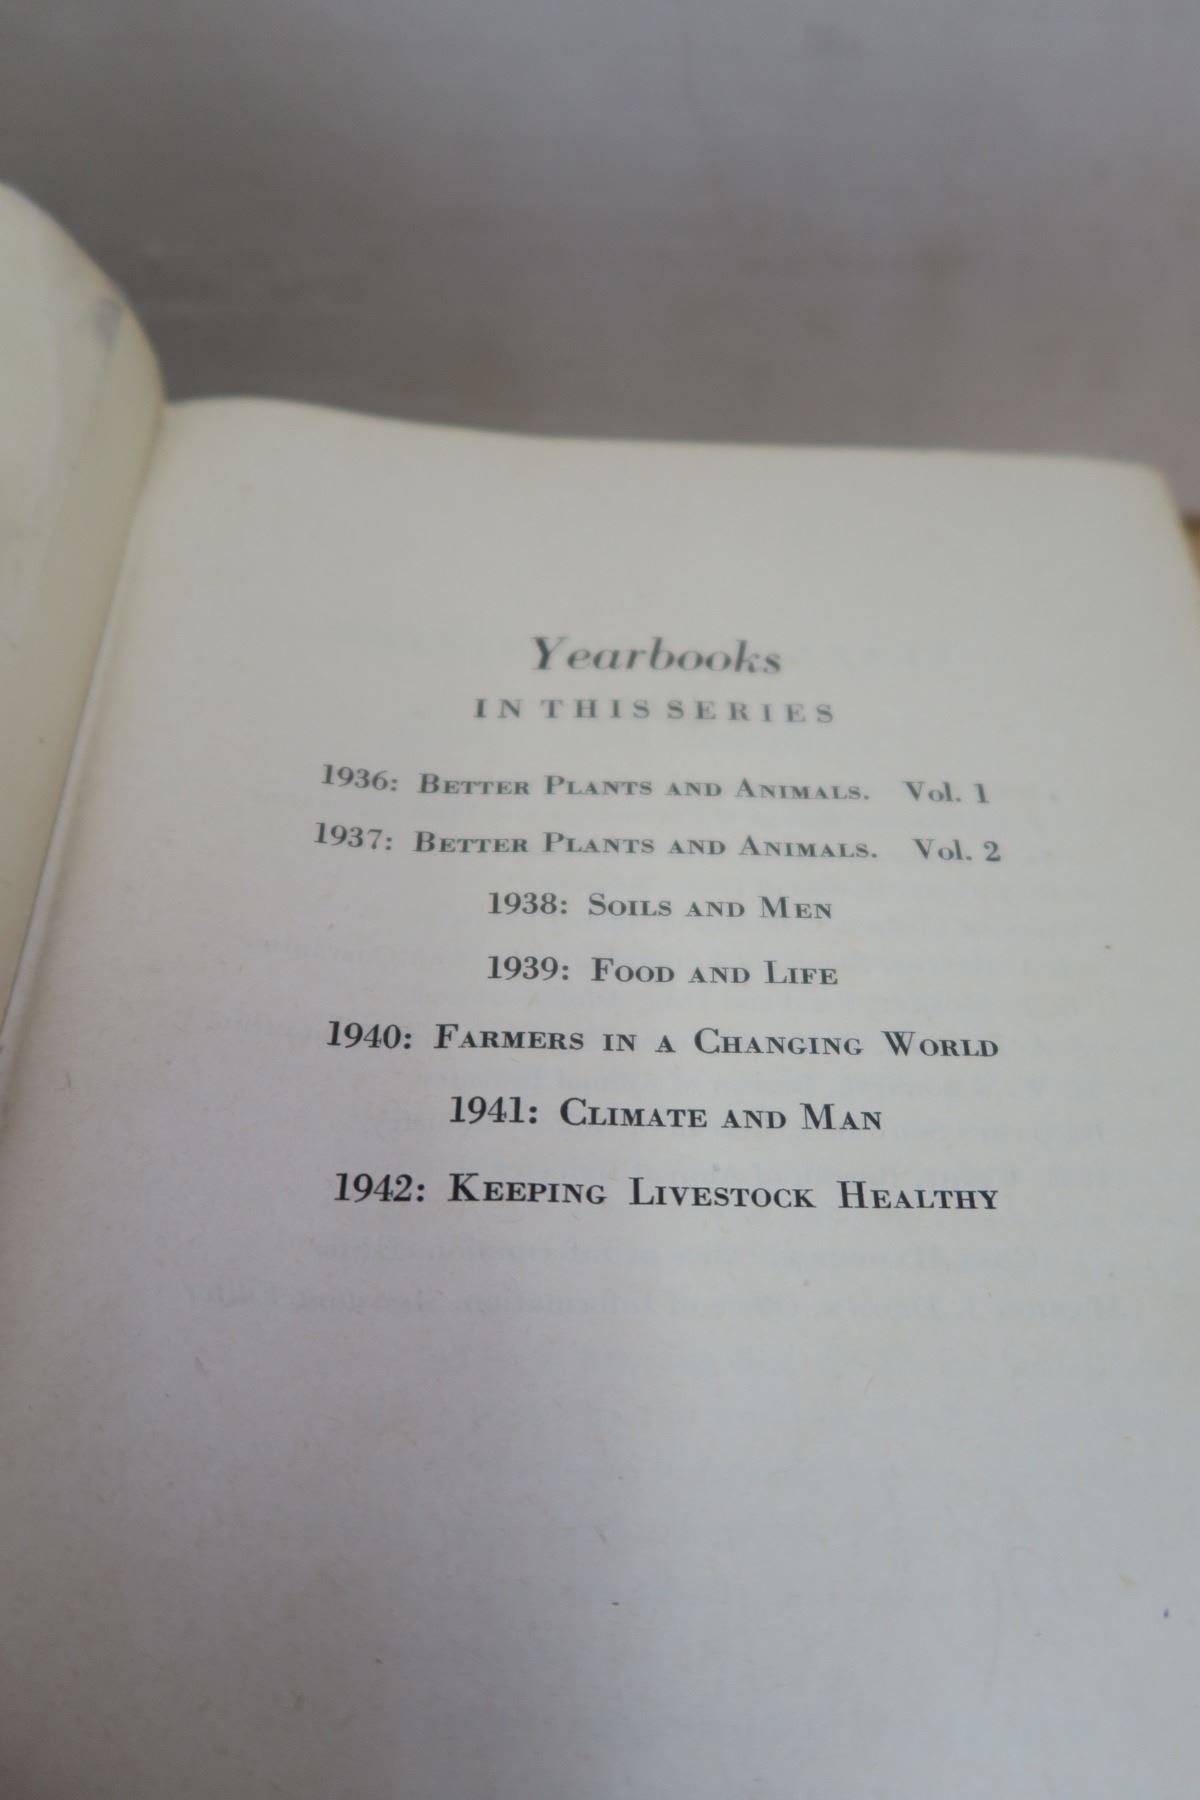 Yearbooks
IN THIS SERIES
1936: BETTER PLANTS AND ANIMALS. Vol. 1
1937: BETTER PLANTS AND ANIMALS. Vol. 2
1938: SOILS AND MEN
1939: FOOD AND LIFE
1940: FARMERS IN A CHANGING WORLD
1941: CLIMATE AND MAN
1942: KEEPING LIVESTOCK HEALTHY